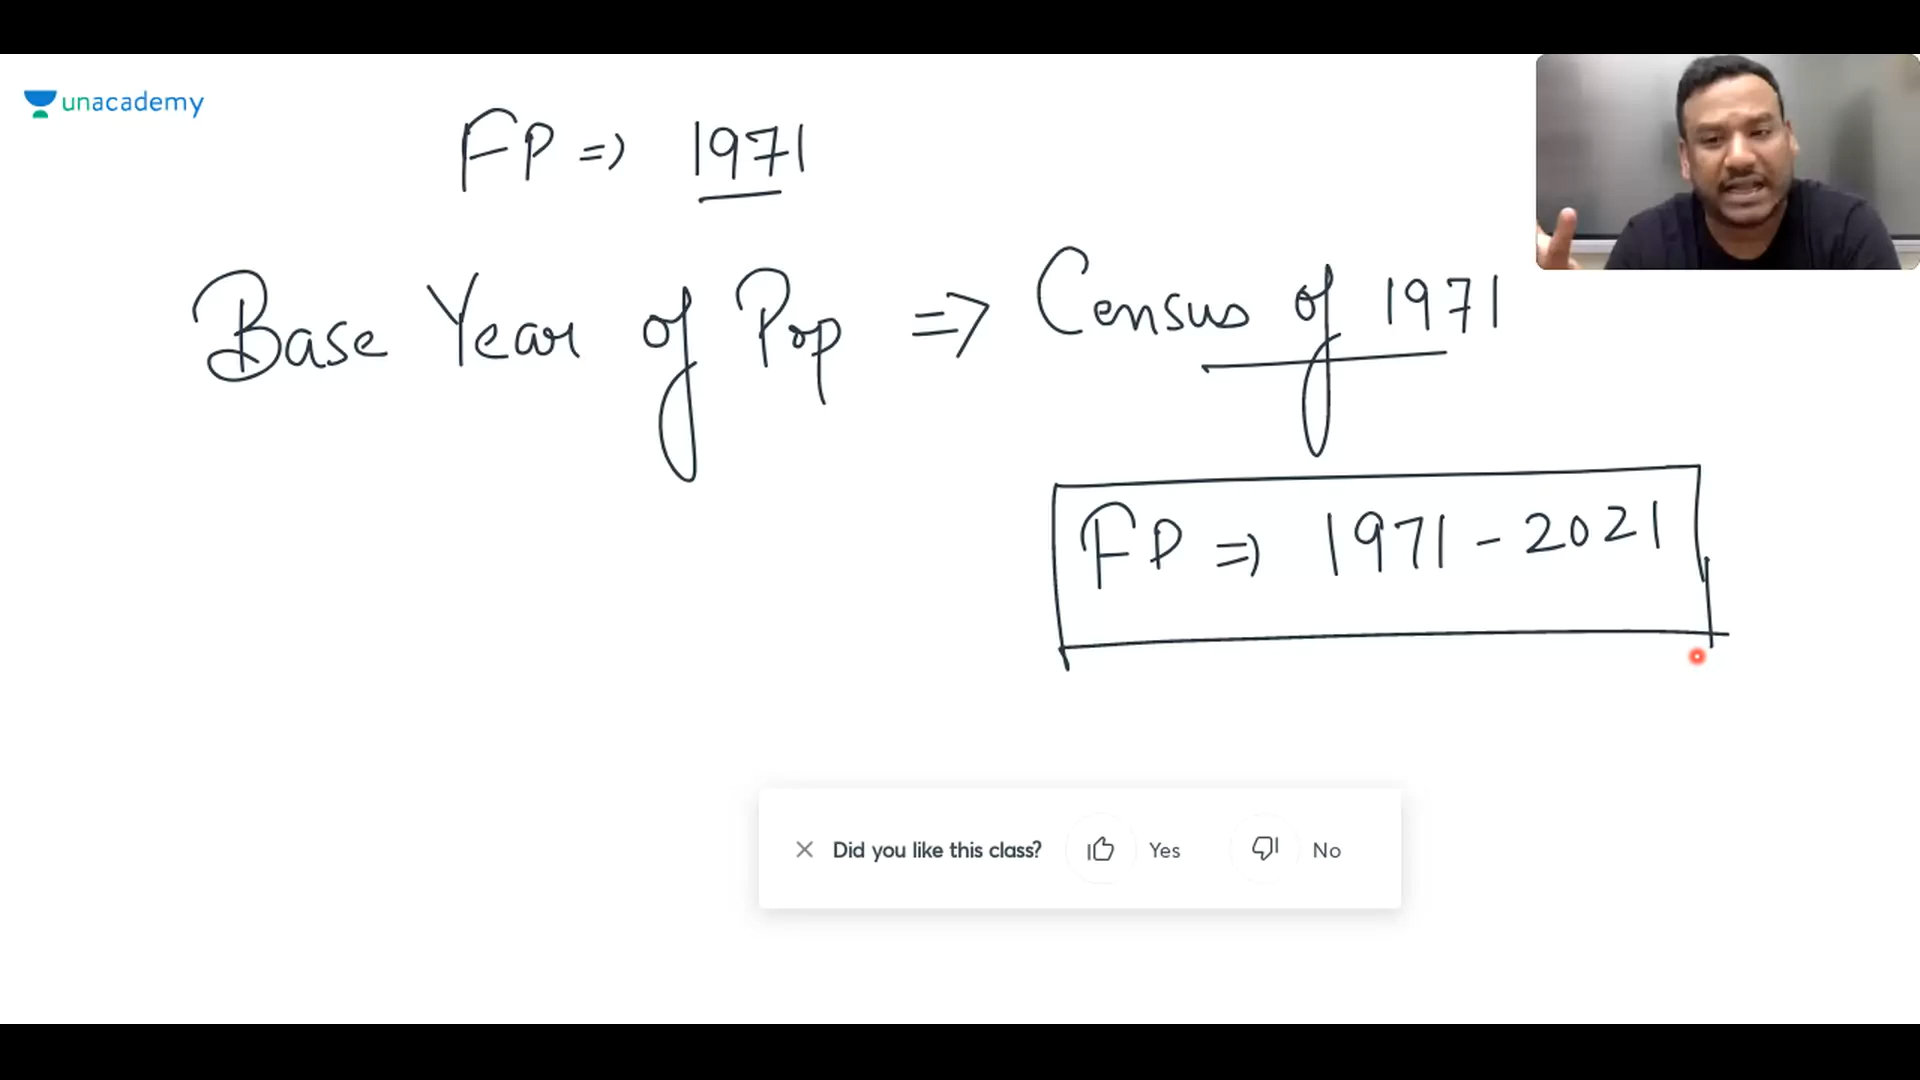 unacademy
FP => 1971
Base Year of Pop => Census of 1971
FP => 1971 - 2021
Did you like this class? Yes No